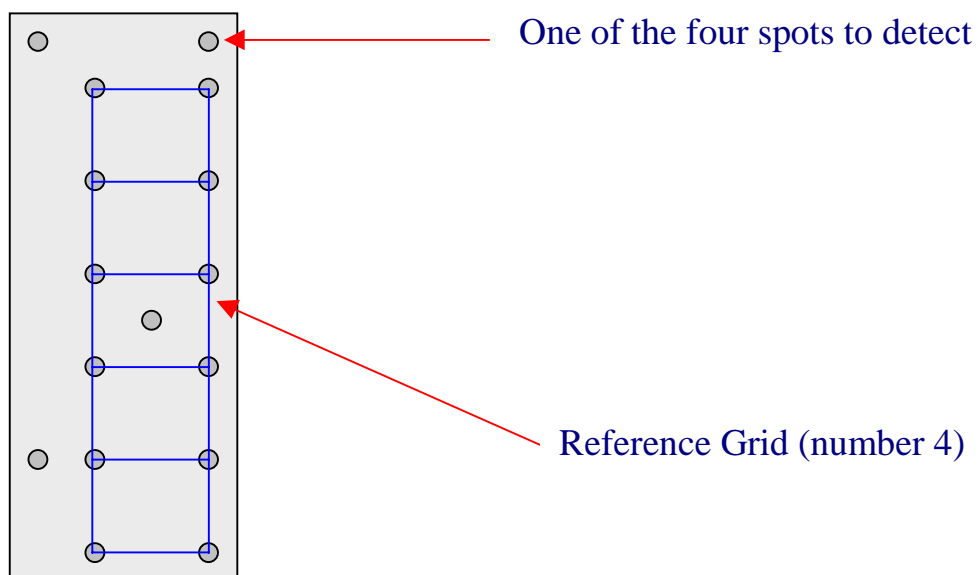 One of the four spots to detect
Reference Grid (number 4)